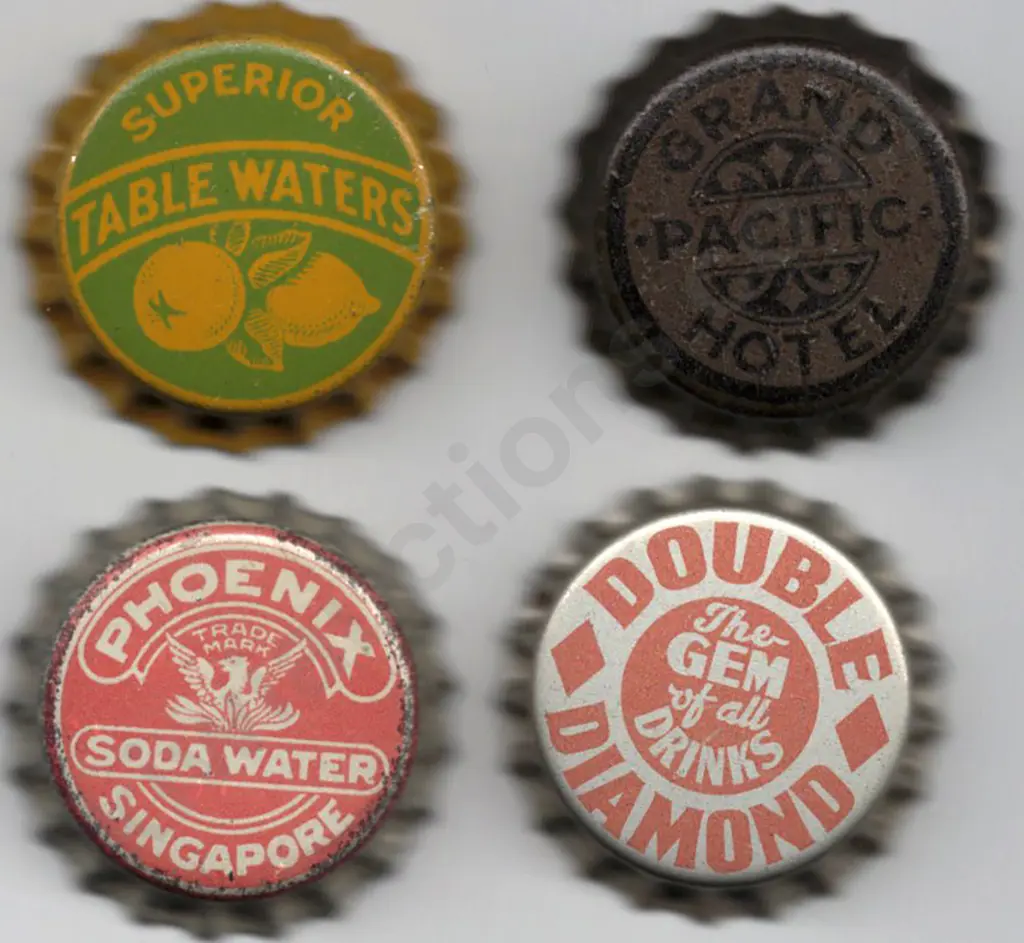 SUPERIOR
TABLE WATERS
GRAND
·PACIFIC·
HOTEL
PHOENIX
TRADE
MARK
SODA WATER
SINGAPORE
DOUBLE
The
GEM
of all
DRINKS
DIAMOND